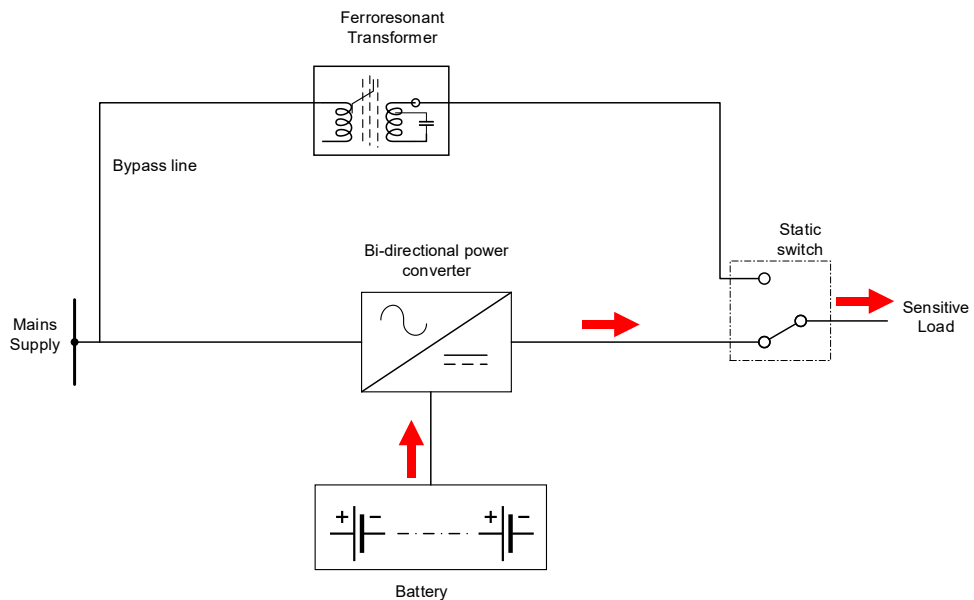 Ferroresonant
Transformer
Bypass line
Static
switch
Bi-directional power
converter
Sensitive
Load
Mains
Supply
+ − + −
Battery